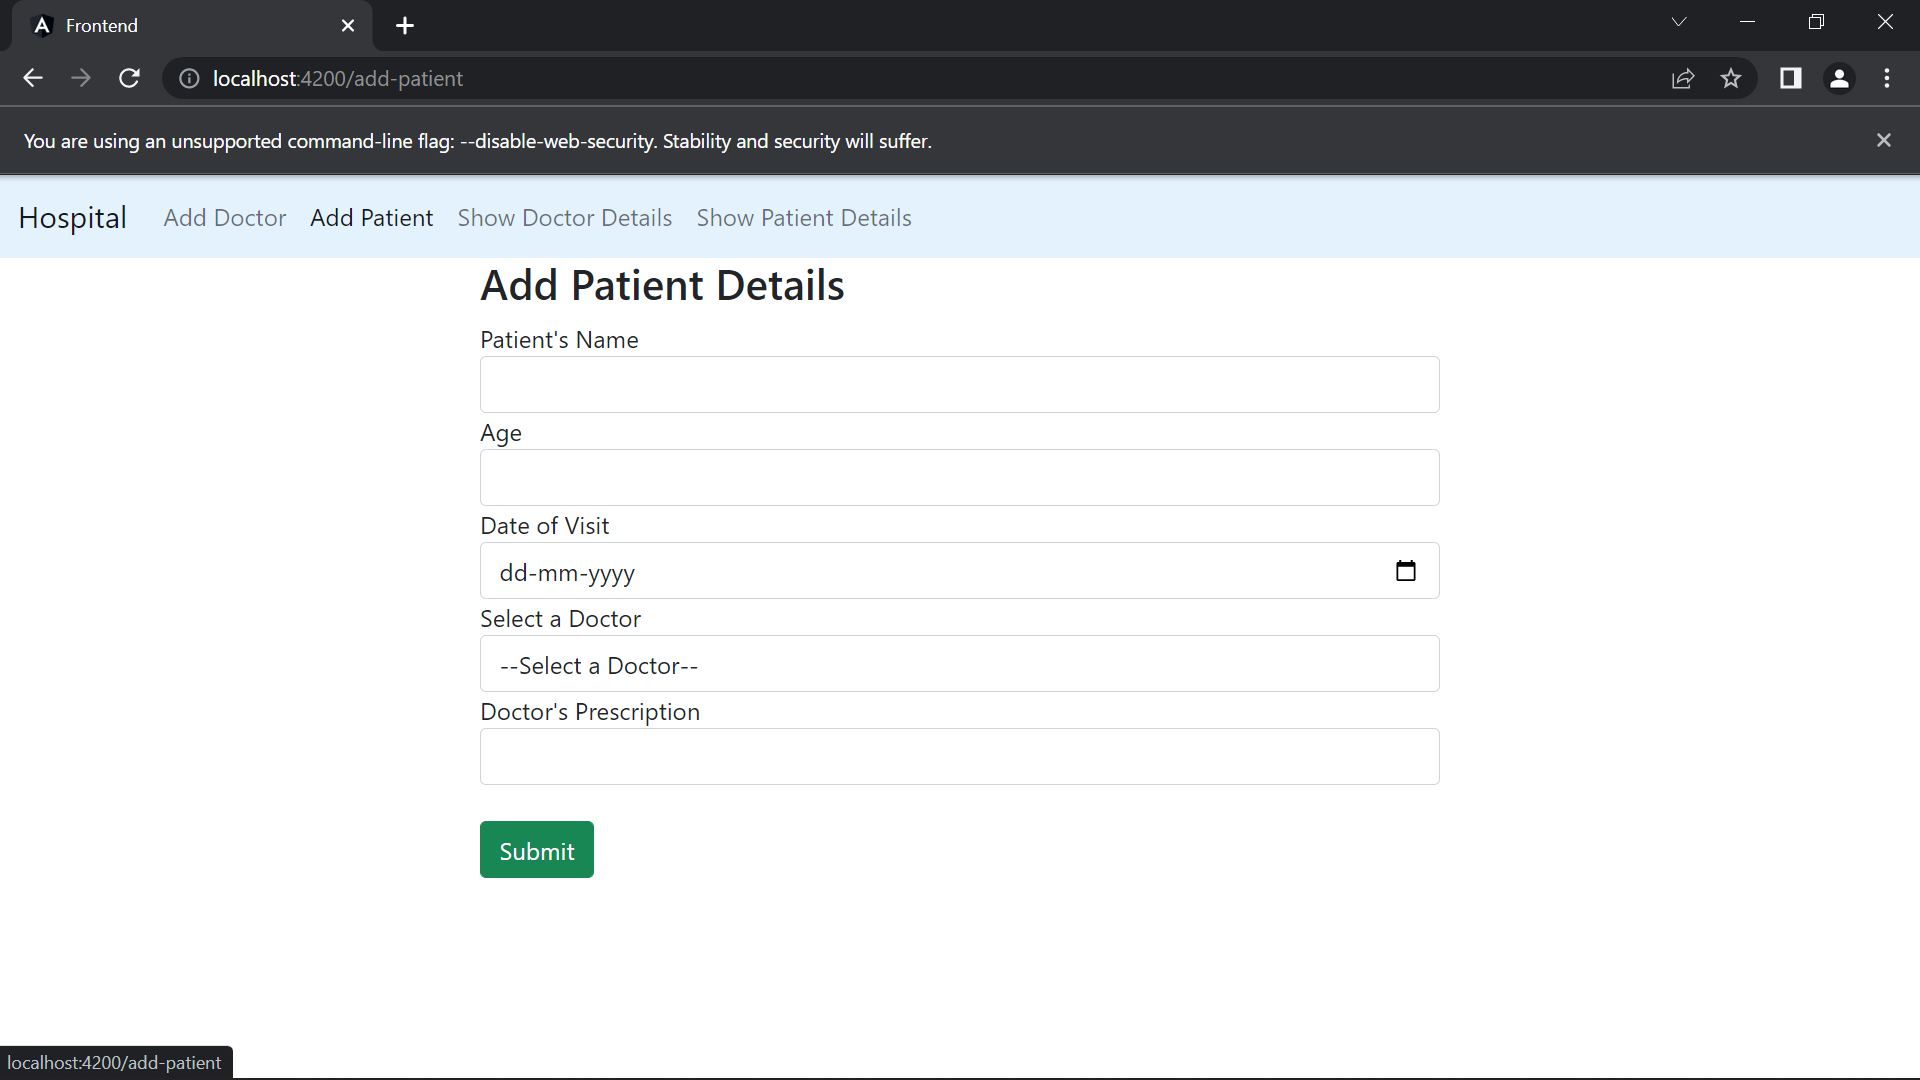 Frontend
localhost:4200/add-patient
You are using an unsupported command-line flag: --disable-web-security. Stability and security will suffer.
Hospital Add Doctor Add Patient Show Doctor Details Show Patient Details
Add Patient Details
Patient's Name
Age
Date of Visit
dd-mm-yyyy
Select a Doctor
--Select a Doctor--
Doctor's Prescription
Submit
localhost:4200/add-patient